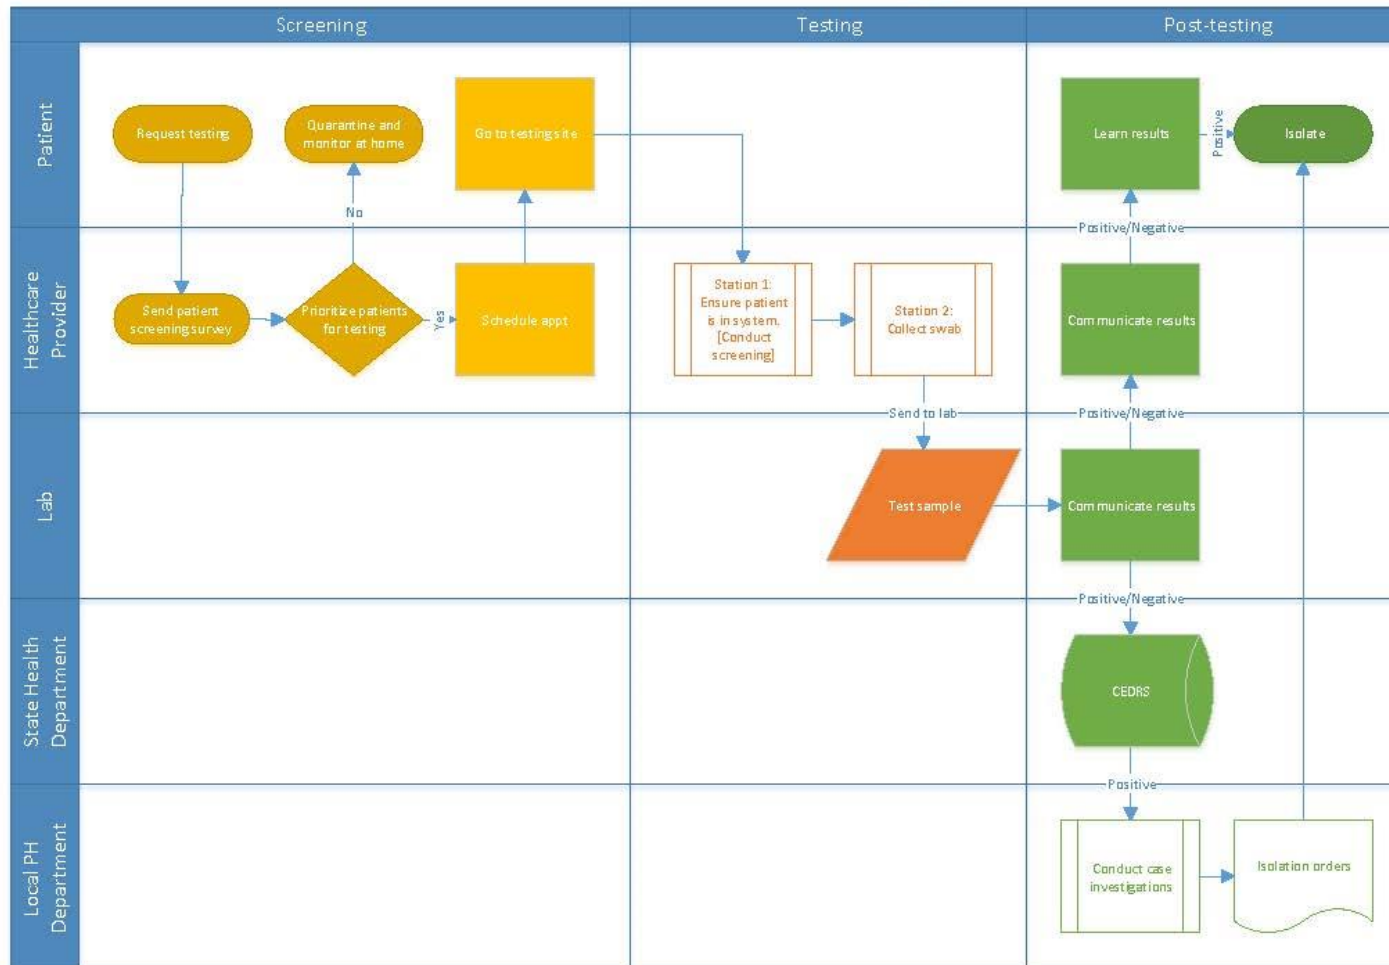 Screening
Testing
Post-testing
Patient
Request testing
Quarantine and
monitor at home
Go to testing site
Learn results
Positive
Isolate
No
Positive/Negative
Healthcare
Provider
Send patient
screening survey
Prioritize patients
for testing
Yes
Schedule appt
Station 1:
Ensure patient
is in system.
[Conduct
screening]
Station 2:
Collect swab
Communicate results
Send to lab
Positive/Negative
Lab
Test sample
Communicate results
Positive/Negative
State Health
Department
CEDRS
Positive
Local PH
Department
Conduct case
investigations
Isolation orders